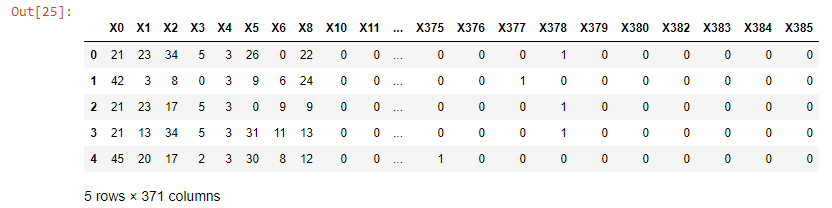 Out[25]:
X0 X1 X2 X3 X4 X5 X6 X8 X10 X11 ... X375 X376 X377 X378 X379 X380 X382 X383 X384 X385
0 21 23 34 5 3 26 0 22 0 0 ... 0 0 0 1 0 0 0 0 0 0
1 42 3 8 0 3 9 6 24 0 0 ... 0 0 1 0 0 0 0 0 0 0
2 21 23 17 5 3 0 9 9 0 0 ... 0 0 0 1 0 0 0 0 0 0
3 21 13 34 5 3 31 11 13 0 0 ... 0 0 0 1 0 0 0 0 0 0
4 45 20 17 2 3 30 8 12 0 0 ... 1 0 0 0 0 0 0 0 0 0
5 rows × 371 columns